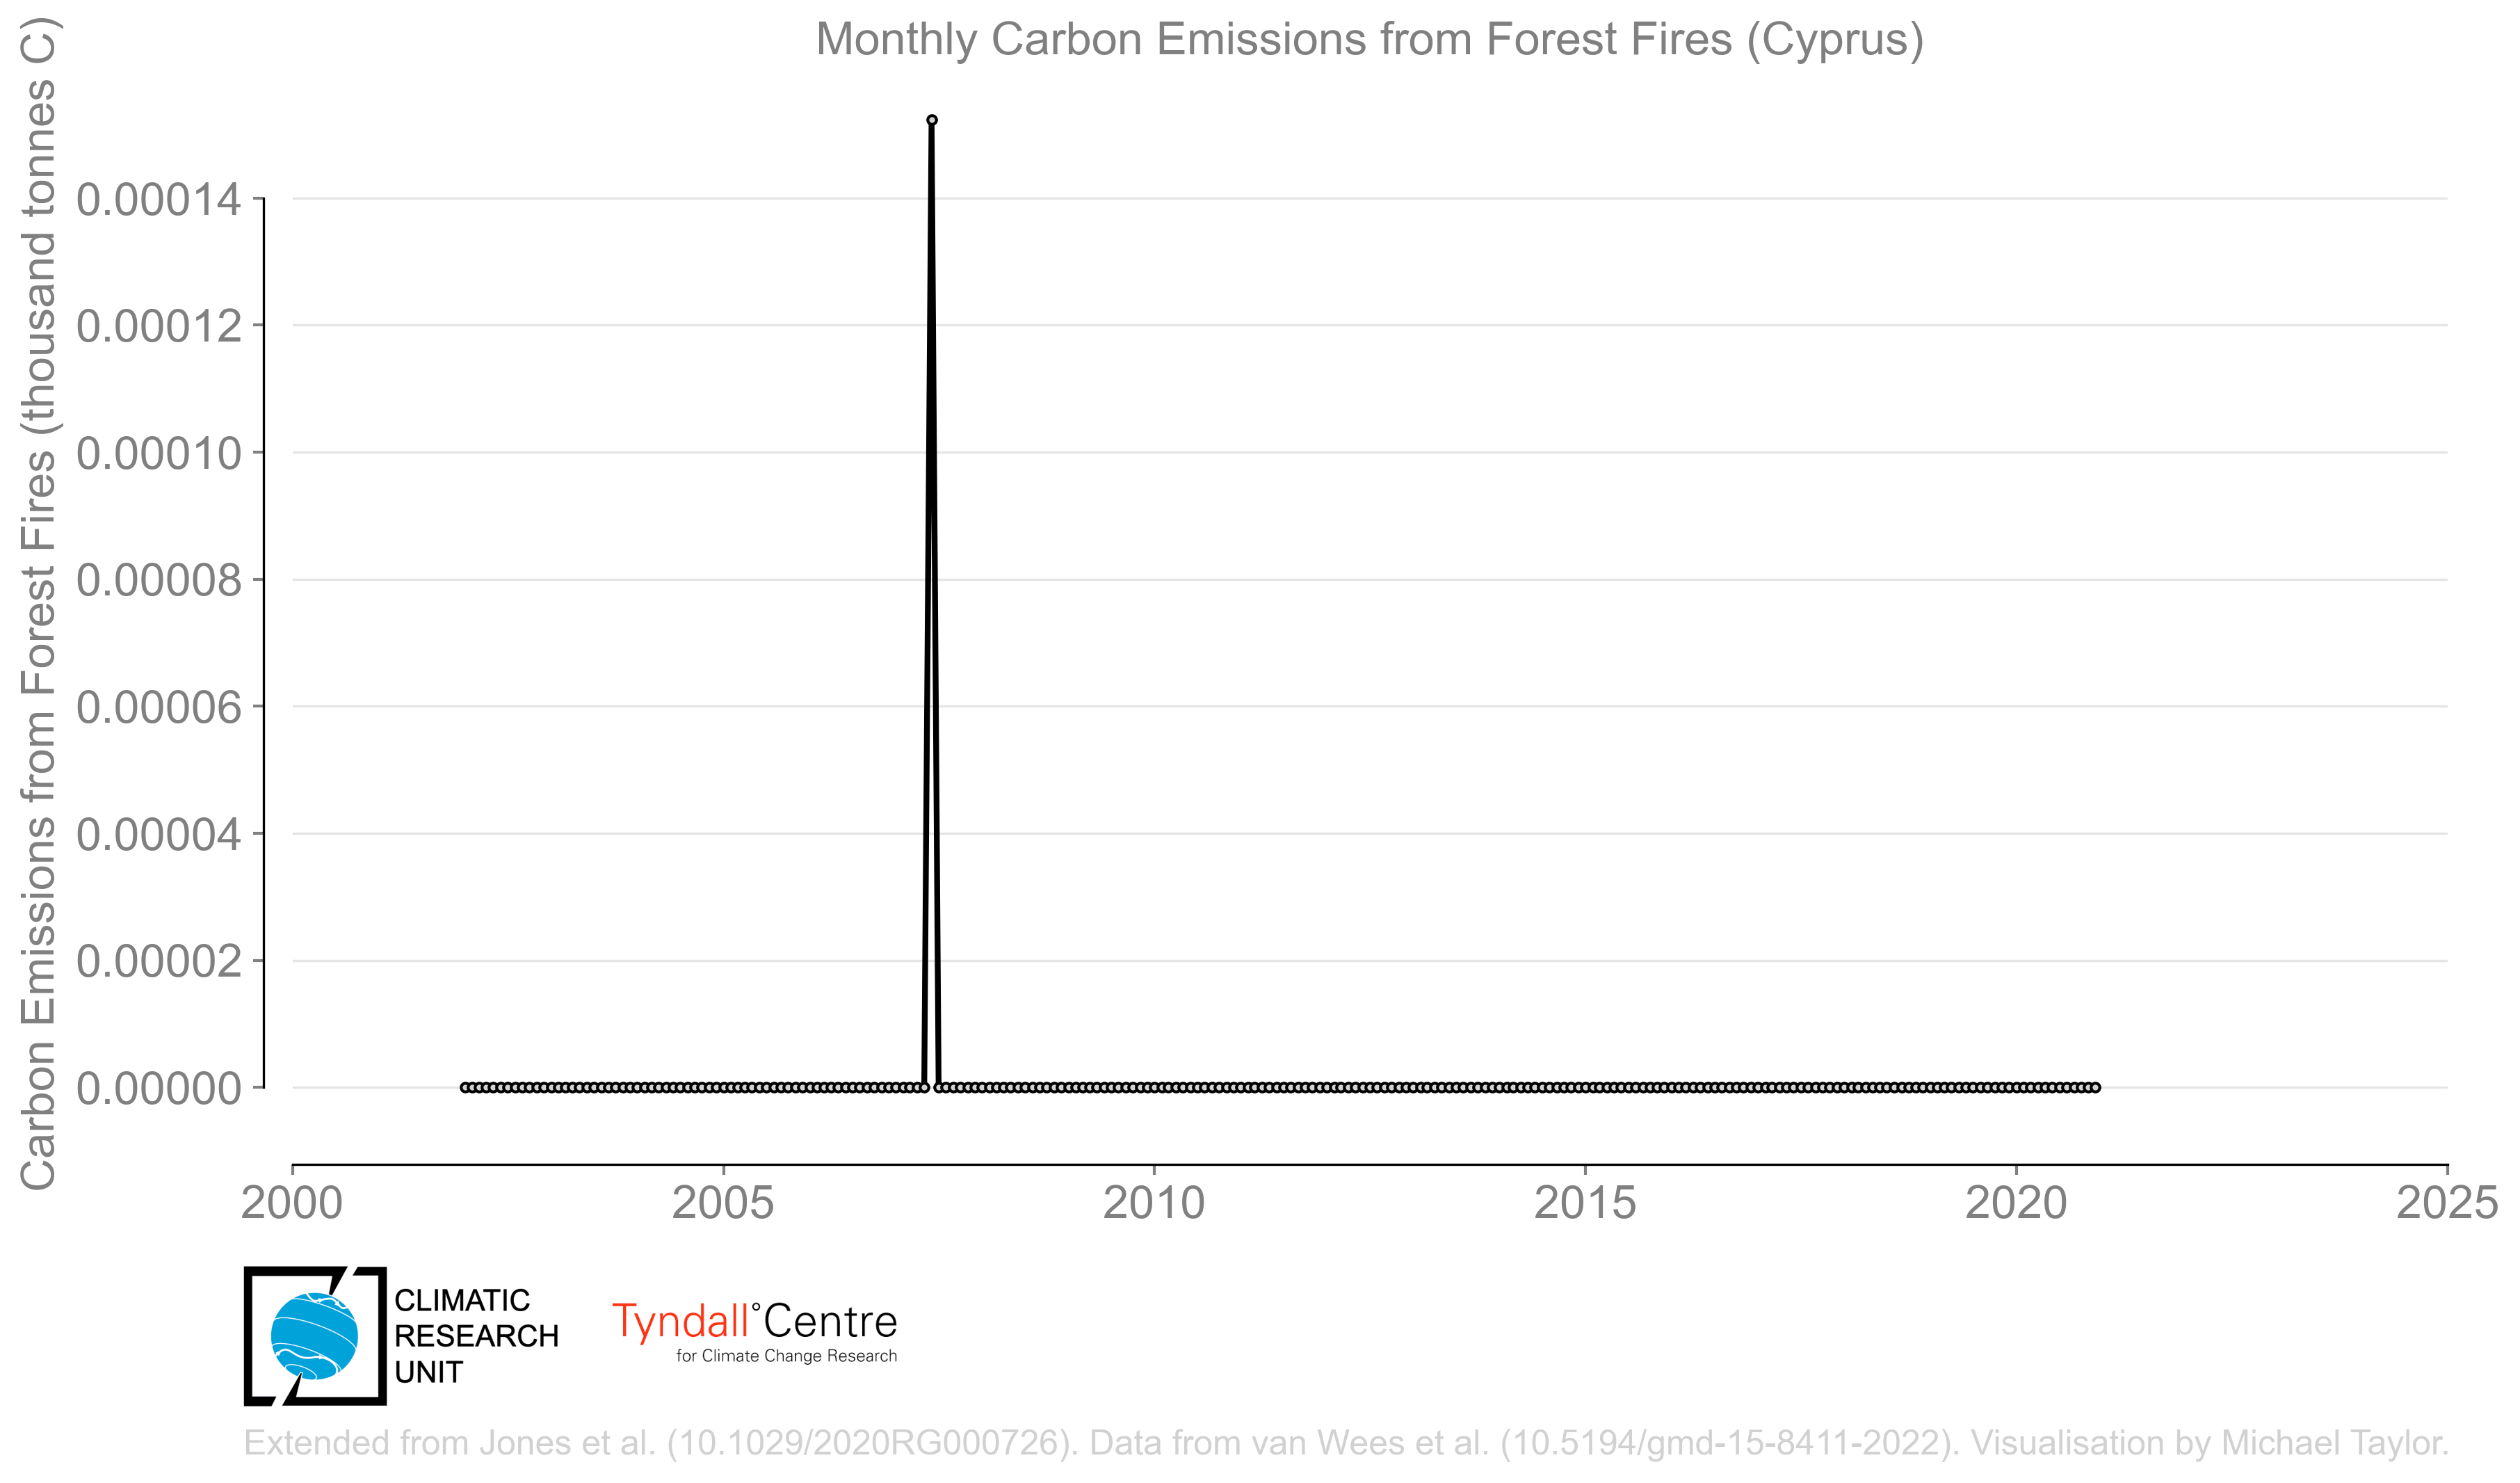 Monthly Carbon Emissions from Forest Fires (Cyprus)
Carbon Emissions from Forest Fires (thousand tonnes C)
0.00014
0.00012
0.00010
0.00008
0.00006
0.00004
0.00002
0.00000
2000 2005 2010 2015 2020 2025
CLIMATIC
RESEARCH
UNIT
Tyndall°Centre
for Climate Change Research
Extended from Jones et al. (10.1029/2020RG000726). Data from van Wees et al. (10.5194/gmd-15-8411-2022). Visualisation by Michael Taylor.